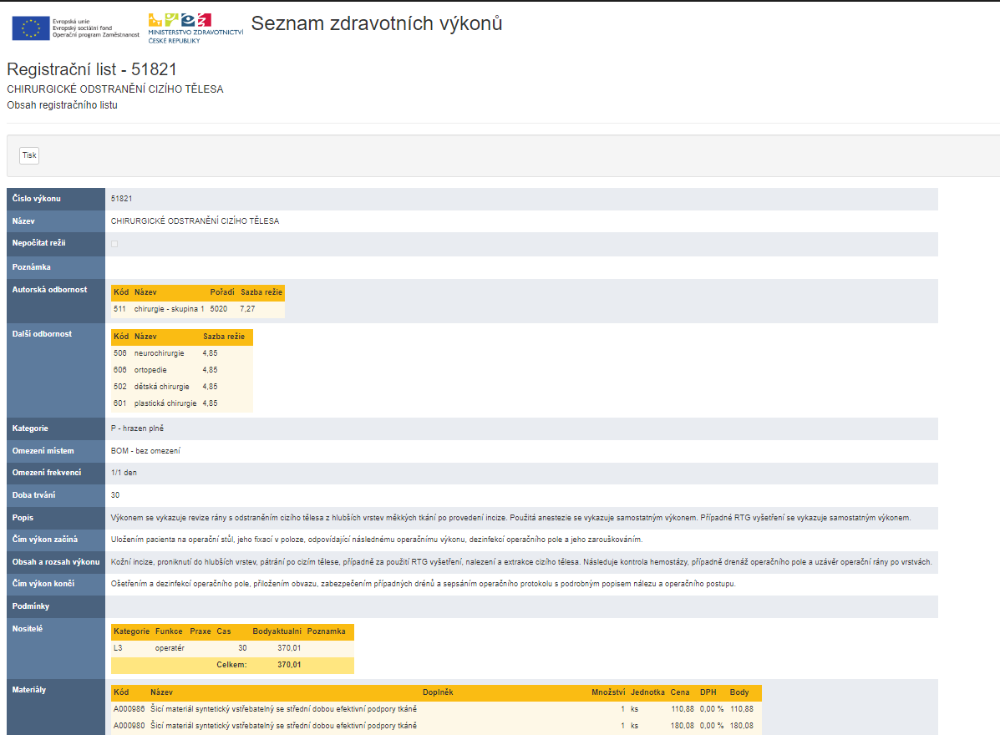 Evropská unie
Evropský sociální fond
Operační program Zaměstnanost
MINISTERSTVO ZDRAVOTNICTVÍ
ČESKÉ REPUBLIKY
Seznam zdravotních výkonů
Registrační list - 51821
CHIRURGICKÉ ODSTRANĚNÍ CIZÍHO TĚLESA
Obsah registračního listu
Tisk
Číslo výkonu 51821
Název CHIRURGICKÉ ODSTRANĚNÍ CIZÍHO TĚLESA
Nepočítat režii
Poznámka
Autorská odbornost
Kód Název Pořadí Sazba režie
511 chirurgie - skupina 1 5020 7,27
Další odbornost
Kód Název Sazba režie
506 neurochirurgie 4,85
606 ortopedie 4,85
502 dětská chirurgie 4,85
601 plastická chirurgie 4,85
Kategorie P - hrazen plně
Omezení místem BOM - bez omezení
Omezení frekvencí 1/1 den
Doba trvání 30
Popis Výkonem se vykazuje revize rány s odstraněním cizího tělesa z hlubších vrstev měkkých tkání po provedení incize. Použitá anestezie se vykazuje samostatným výkonem. Případné RTG vyšetření se vykazuje samostatným výkonem.
Čím výkon začíná Uložením pacienta na operační stůl, jeho fixací v poloze, odpovídající následnému operačnímu výkonu, dezinfekcí operačního pole a jeho zarouškováním.
Obsah a rozsah výkonu Kožní incize, proniknutí do hlubších vrstev, pátrání po cizím tělese, případně za použití RTG vyšetření, nalezení a extrakce cizího tělesa. Následuje kontrola hemostázy, případně drenáž operačního pole a uzávěr operační rány po vrstvách.
Čím výkon končí Ošetřením a dezinfekcí operačního pole, přiložením obvazu, zabezpečením případných drénů a sepsáním operačního protokolu s podrobným popisem nálezu a operačního postupu.
Podmínky
Nositelé
Kategorie Funkce Praxe Cas Bodyaktualni Poznamka
L3 operatér 30 370,01
Celkem: 370,01
Materiály
Kód Název Doplněk Množství Jednotka Cena DPH Body
A000986 Šicí materiál syntetický vstřebatelný se střední dobou efektivní podpory tkáně 1 ks 110,88 0,00 % 110,88
A000980 Šicí materiál syntetický vstřebatelný se střední dobou efektivní podpory tkáně 1 ks 180,08 0,00 % 180,08